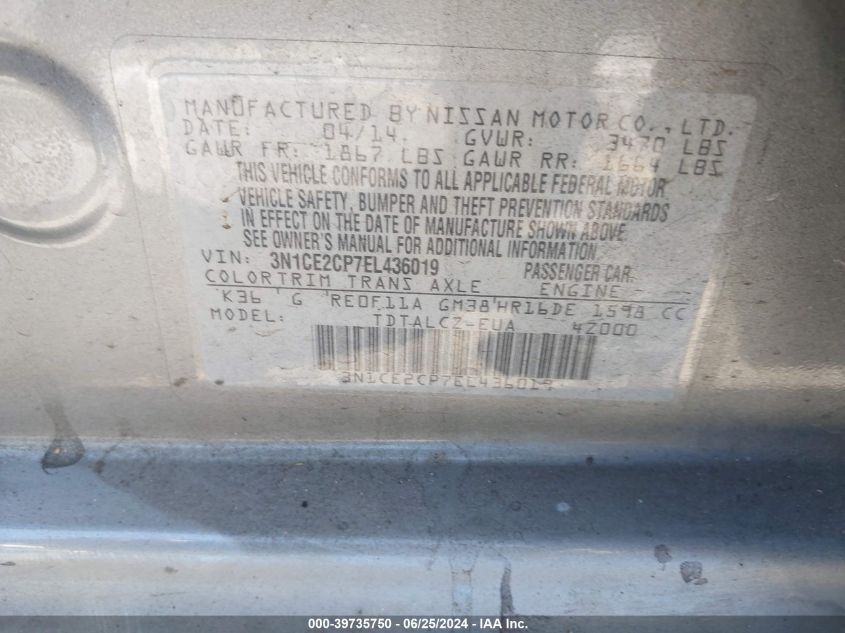 MANUFACTURED BY NISSAN MOTOR CO., LTD.
DATE: 04/14 GVWR: 3470 LBS
GAWR FR: 1867 LBS GAWR RR: 1664 LBS
THIS VEHICLE CONFORMS TO ALL APPLICABLE FEDERAL MOTOR
VEHICLE SAFETY, BUMPER AND THEFT PREVENTION STANDARDS
IN EFFECT ON THE DATE OF MANUFACTURE SHOWN ABOVE.
SEE OWNER'S MANUAL FOR ADDITIONAL INFORMATION.
VIN: 3N1CE2CP7EL436019 PASSENGER CAR
COLOR TRIM TRANS AXLE ENGINE
K36 G RE0F11A GM38 HR16DE 1598 CC
MODEL: TDTALCZ-EUA 4Z000
3N1CE2CP7EL436019
000-39735750 - 06/25/2024 - IAA Inc.